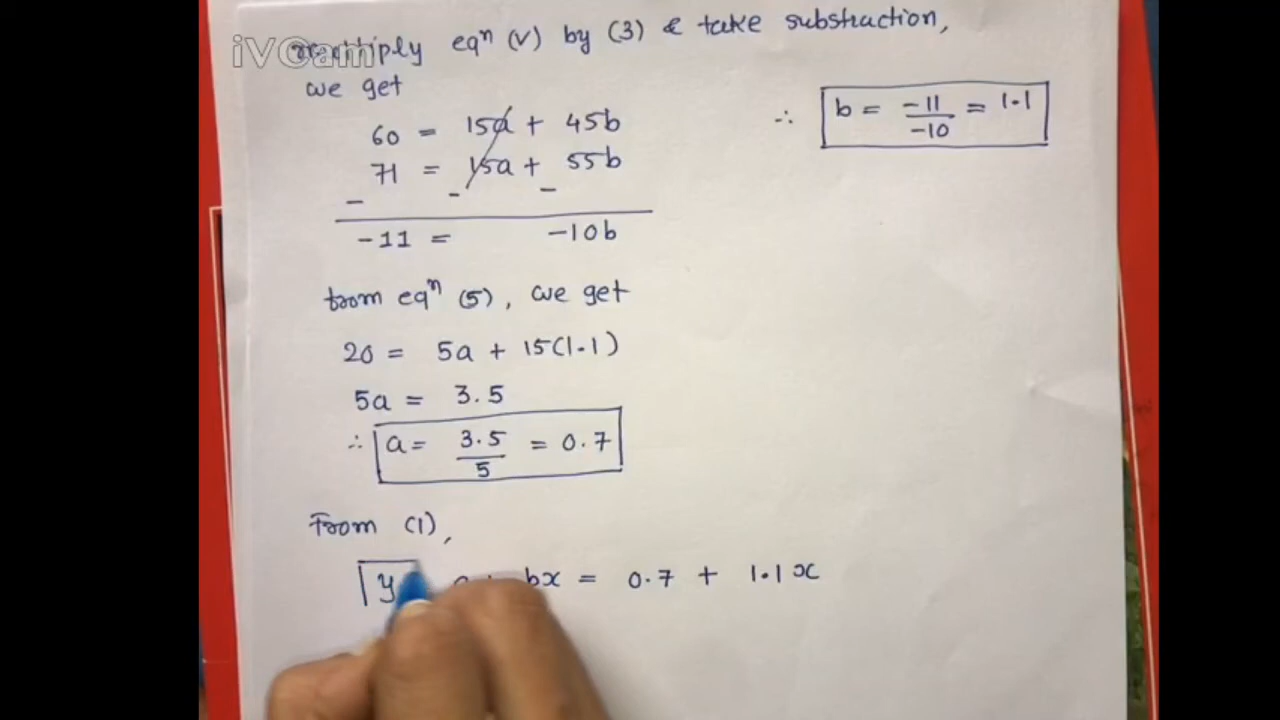 iVCam
multiply eqⁿ (V) by (3) & take substraction,
we get
60 = 15a + 45b
71 = 15a + 55b
- - -
-11 = -10b
∴ b = -11/-10 = 1.1
from eqⁿ (5), we get
20 = 5a + 15(1.1)
5a = 3.5
∴ a = 3.5/5 = 0.7
From (1),
y bx = 0.7 + 1.1x